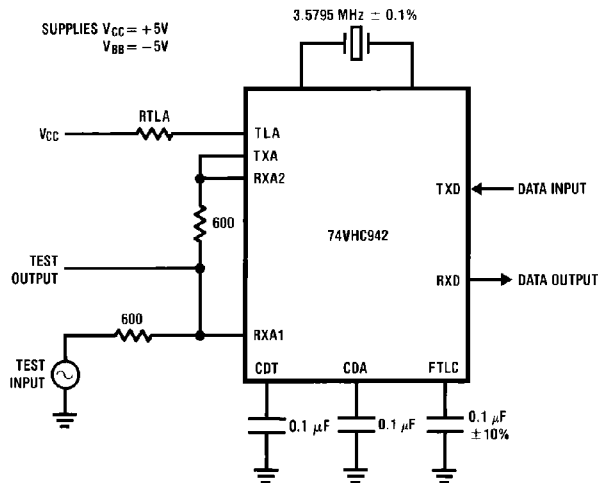 SUPPLIES VCC = +5V
VBB = −5V
3.5795 MHz ± 0.1%
RTLA
VCC
TLA
TXA
RXA2
TXD
DATA INPUT
600
74VHC942
TEST
OUTPUT
RXD
DATA OUTPUT
600
RXA1
TEST
INPUT
CDT
CDA
FTLC
0.1 μF
0.1 μF
0.1 μF
±10%